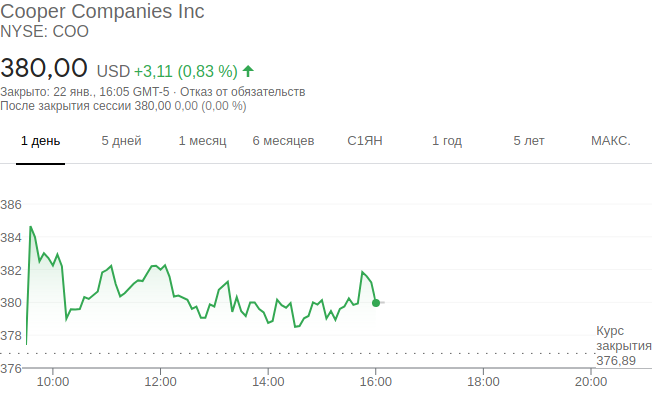 Cooper Companies Inc
NYSE: COO
380,00 USD +3,11 (0,83 %)
Закрыто: 22 янв., 16:05 GMT-5 · Отказ от обязательств
После закрытия сессии 380,00 0,00 (0,00 %)
1 день 5 дней 1 месяц 6 месяцев С1ЯН 1 год 5 лет МАКС.
386
384
382
380
378
376
Курс
закрытия
376,89
10:00 12:00 14:00 16:00 18:00 20:00